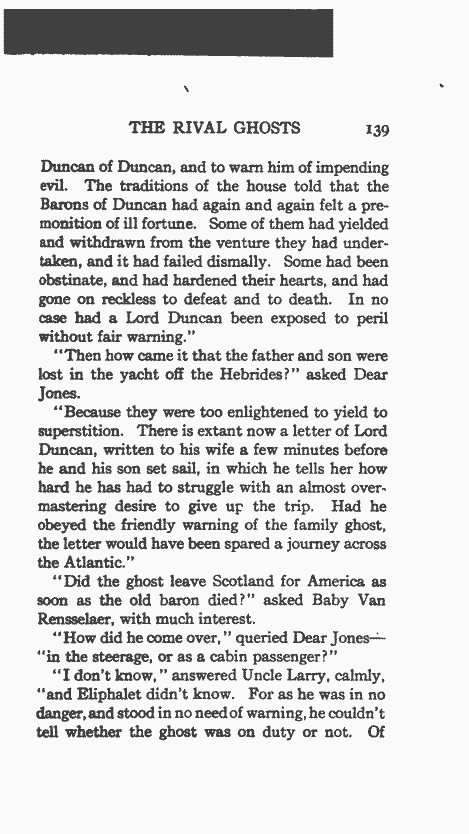 THE RIVAL GHOSTS 139
Duncan of Duncan, and to warn him of impending
evil. The traditions of the house told that the
Barons of Duncan had again and again felt a pre-
monition of ill fortune. Some of them had yielded
and withdrawn from the venture they had under-
taken, and it had failed dismally. Some had been
obstinate, and had hardened their hearts, and had
gone on reckless to defeat and to death. In no
case had a Lord Duncan been exposed to peril
without fair warning."
"Then how came it that the father and son were
lost in the yacht off the Hebrides?" asked Dear
Jones.
"Because they were too enlightened to yield to
superstition. There is extant now a letter of Lord
Duncan, written to his wife a few minutes before
he and his son set sail, in which he tells her how
hard he has had to struggle with an almost over-
mastering desire to give up the trip. Had he
obeyed the friendly warning of the family ghost,
the letter would have been spared a journey across
the Atlantic."
"Did the ghost leave Scotland for America as
soon as the old baron died?" asked Baby Van
Rensselaer, with much interest.
"How did he come over," queried Dear Jones—
"in the steerage, or as a cabin passenger?"
"I don't know," answered Uncle Larry, calmly,
"and Eliphalet didn't know. For as he was in no
danger, and stood in no need of warning, he couldn't
tell whether the ghost was on duty or not. Of